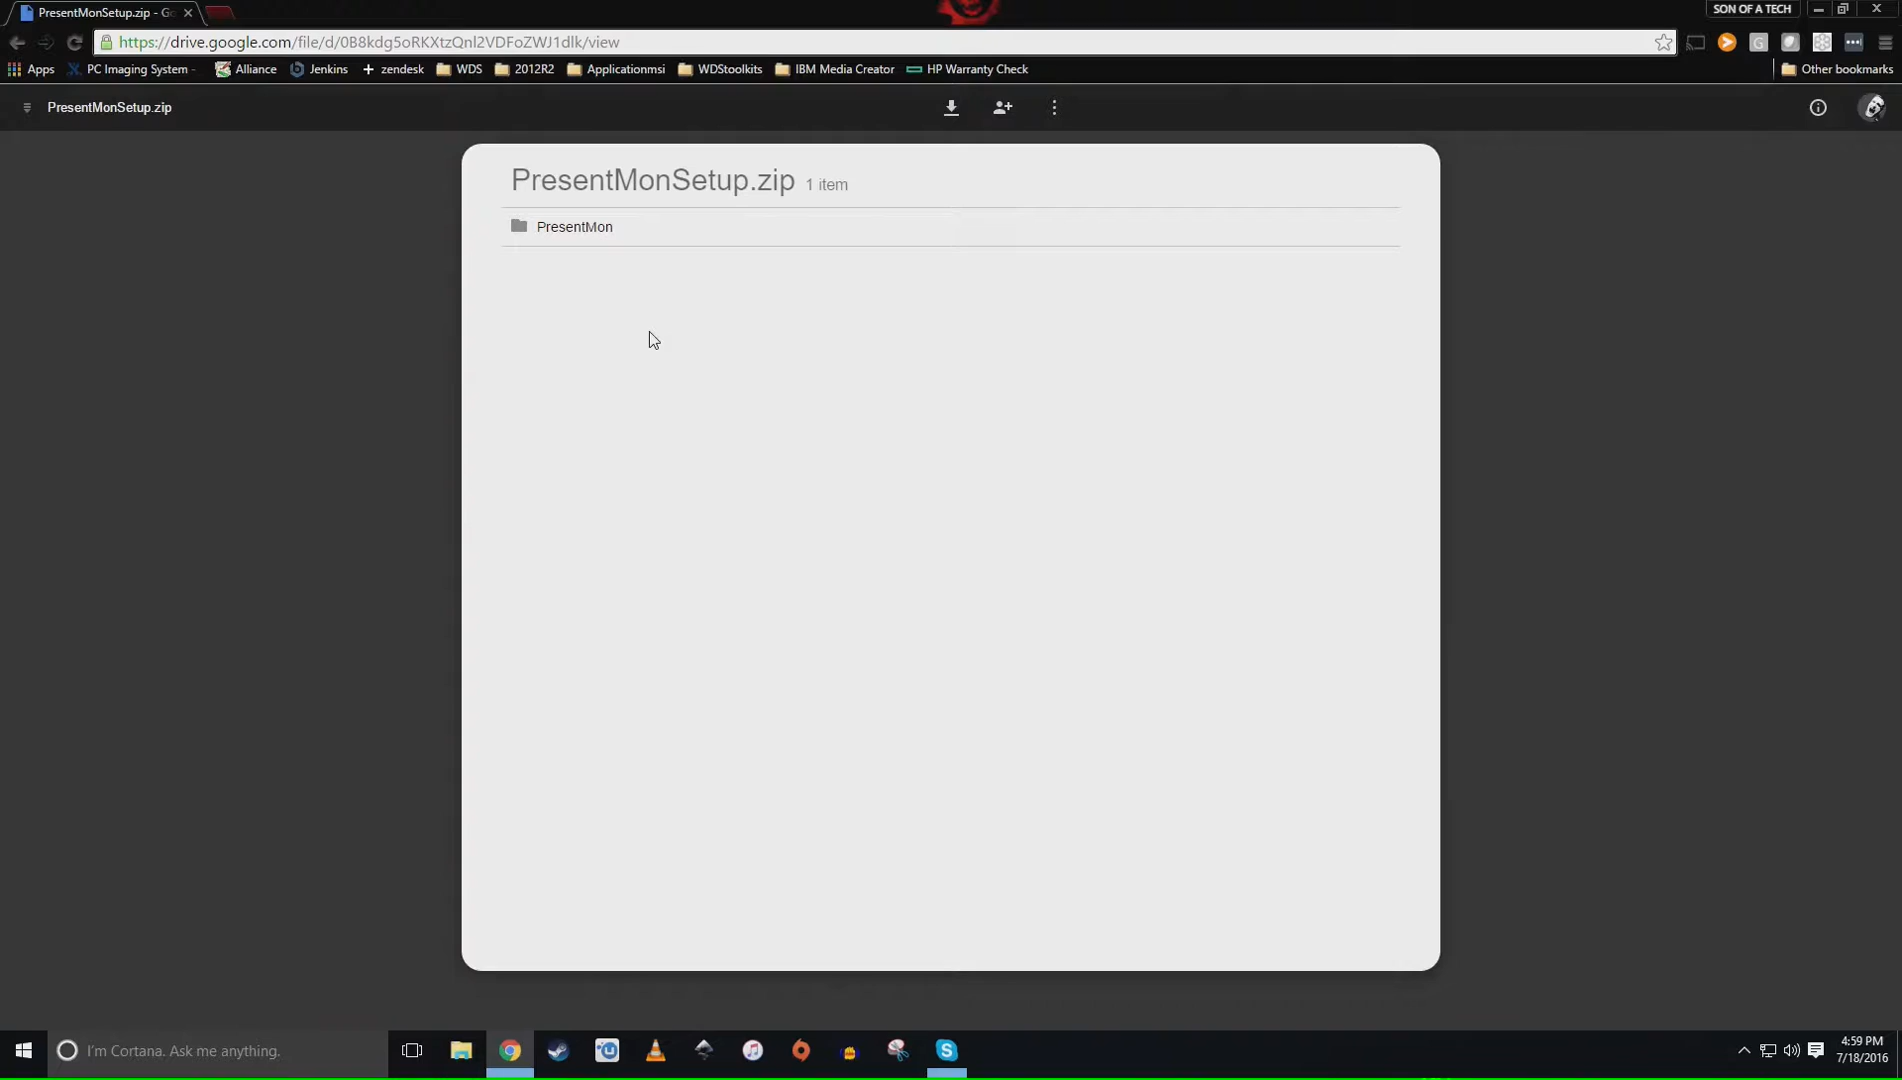 PresentMonSetup.zip - Go
SON OF A TECH
https://drive.google.com/file/d/0B8kdg5oRKXtzQnl2VDFoZWJ1dlk/view
Apps PC Imaging System - Alliance Jenkins zendesk WDS 2012R2 Applicationmsi WDStoolkits IBM Media Creator HP Warranty Check Other bookmarks
PresentMonSetup.zip
PresentMonSetup.zip 1 item
PresentMon
I'm Cortana. Ask me anything.
4:59 PM
7/18/2016